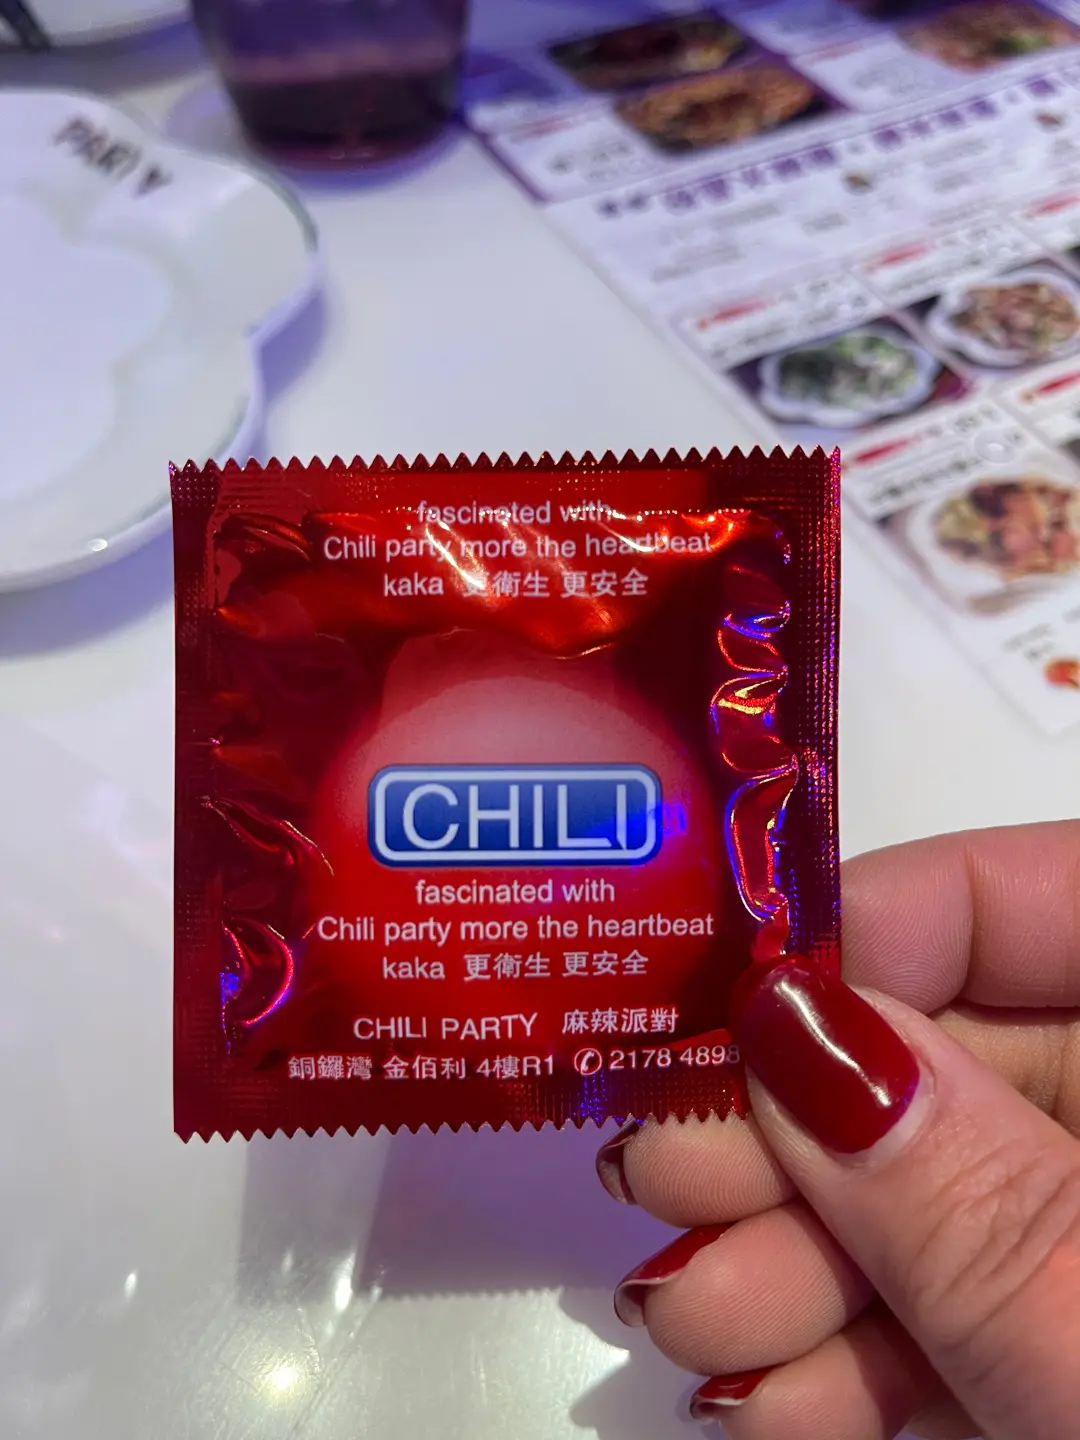 PARTY
fascinated with
Chili party more the heartbeat
kaka 更衛生 更安全
CHILI
fascinated with
Chili party more the heartbeat
kaka 更衛生 更安全
CHILI PARTY 麻辣派對
銅鑼灣 金佰利 4樓R1 ✆ 2178 4898